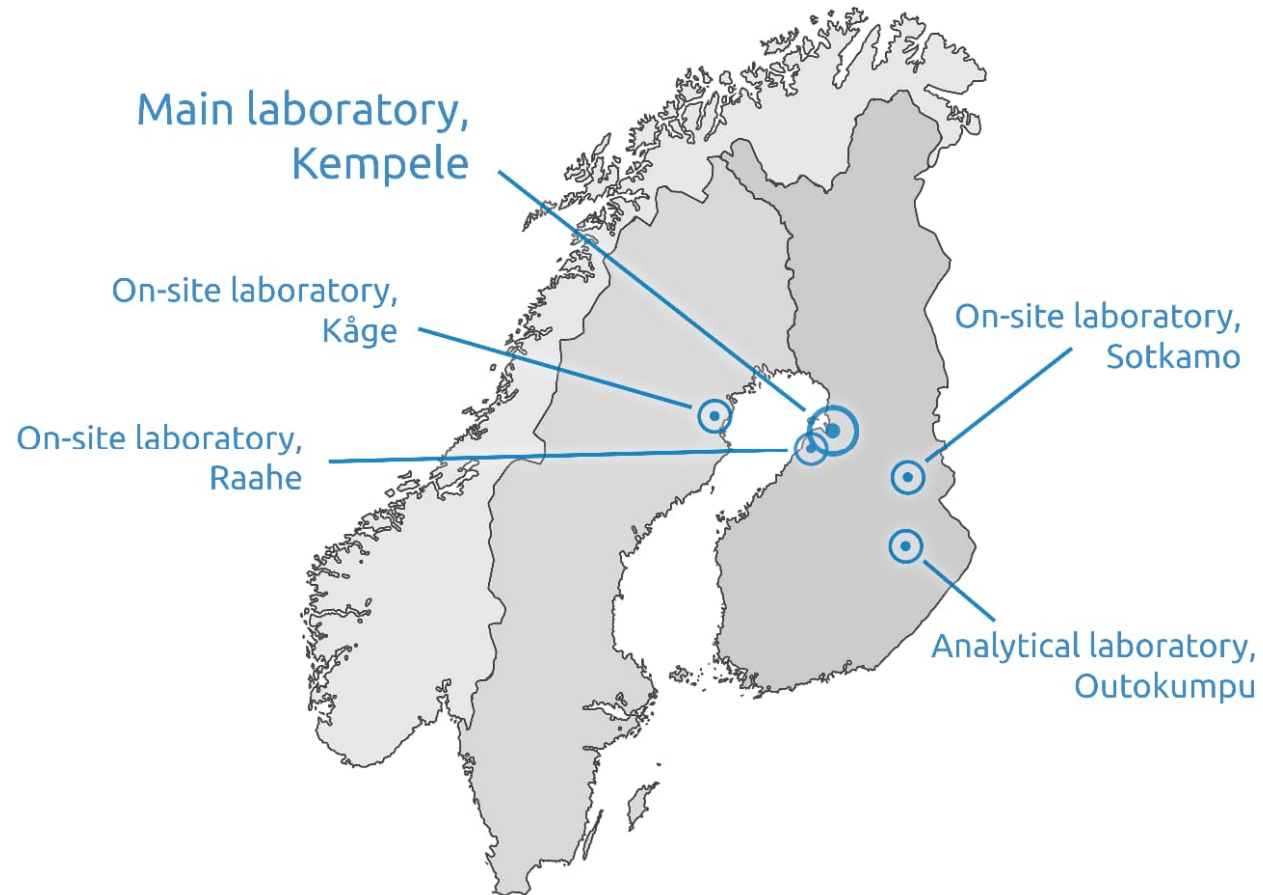 Main laboratory,
Kempele
On-site laboratory,
Kåge
On-site laboratory,
Sotkamo
On-site laboratory,
Raahe
Analytical laboratory,
Outokumpu